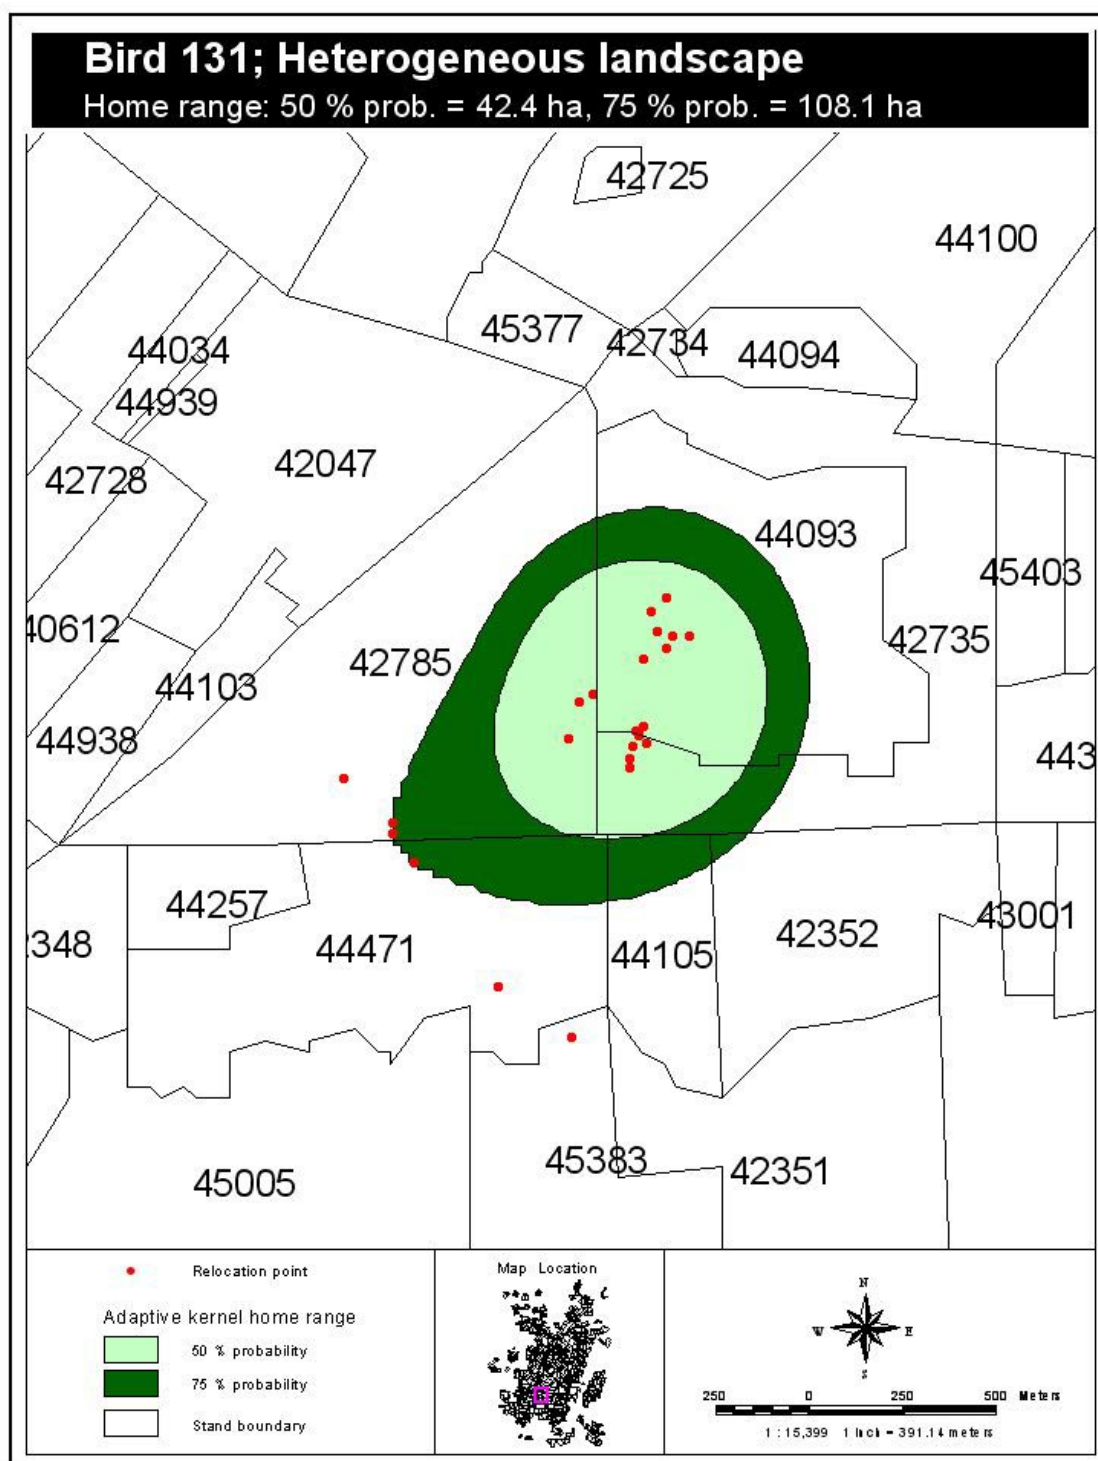 Bird 131; Heterogeneous landscape
Home range: 50 % prob. = 42.4 ha, 75 % prob. = 108.1 ha
42725
44100
45377
42734
44094
44034
44939
42047
42728
44093
45403
40612
42735
42785
44103
44938
443
44257
2348
44471
44105
42352
43001
45005
45383
42351
Relocation point
Adaptive kernel home range
50 % probability
75 % probability
Stand boundary
Map Location
N
W E
S
250 0 250 500 Meters
1 : 15,399 1 Inch = 391.14 meters